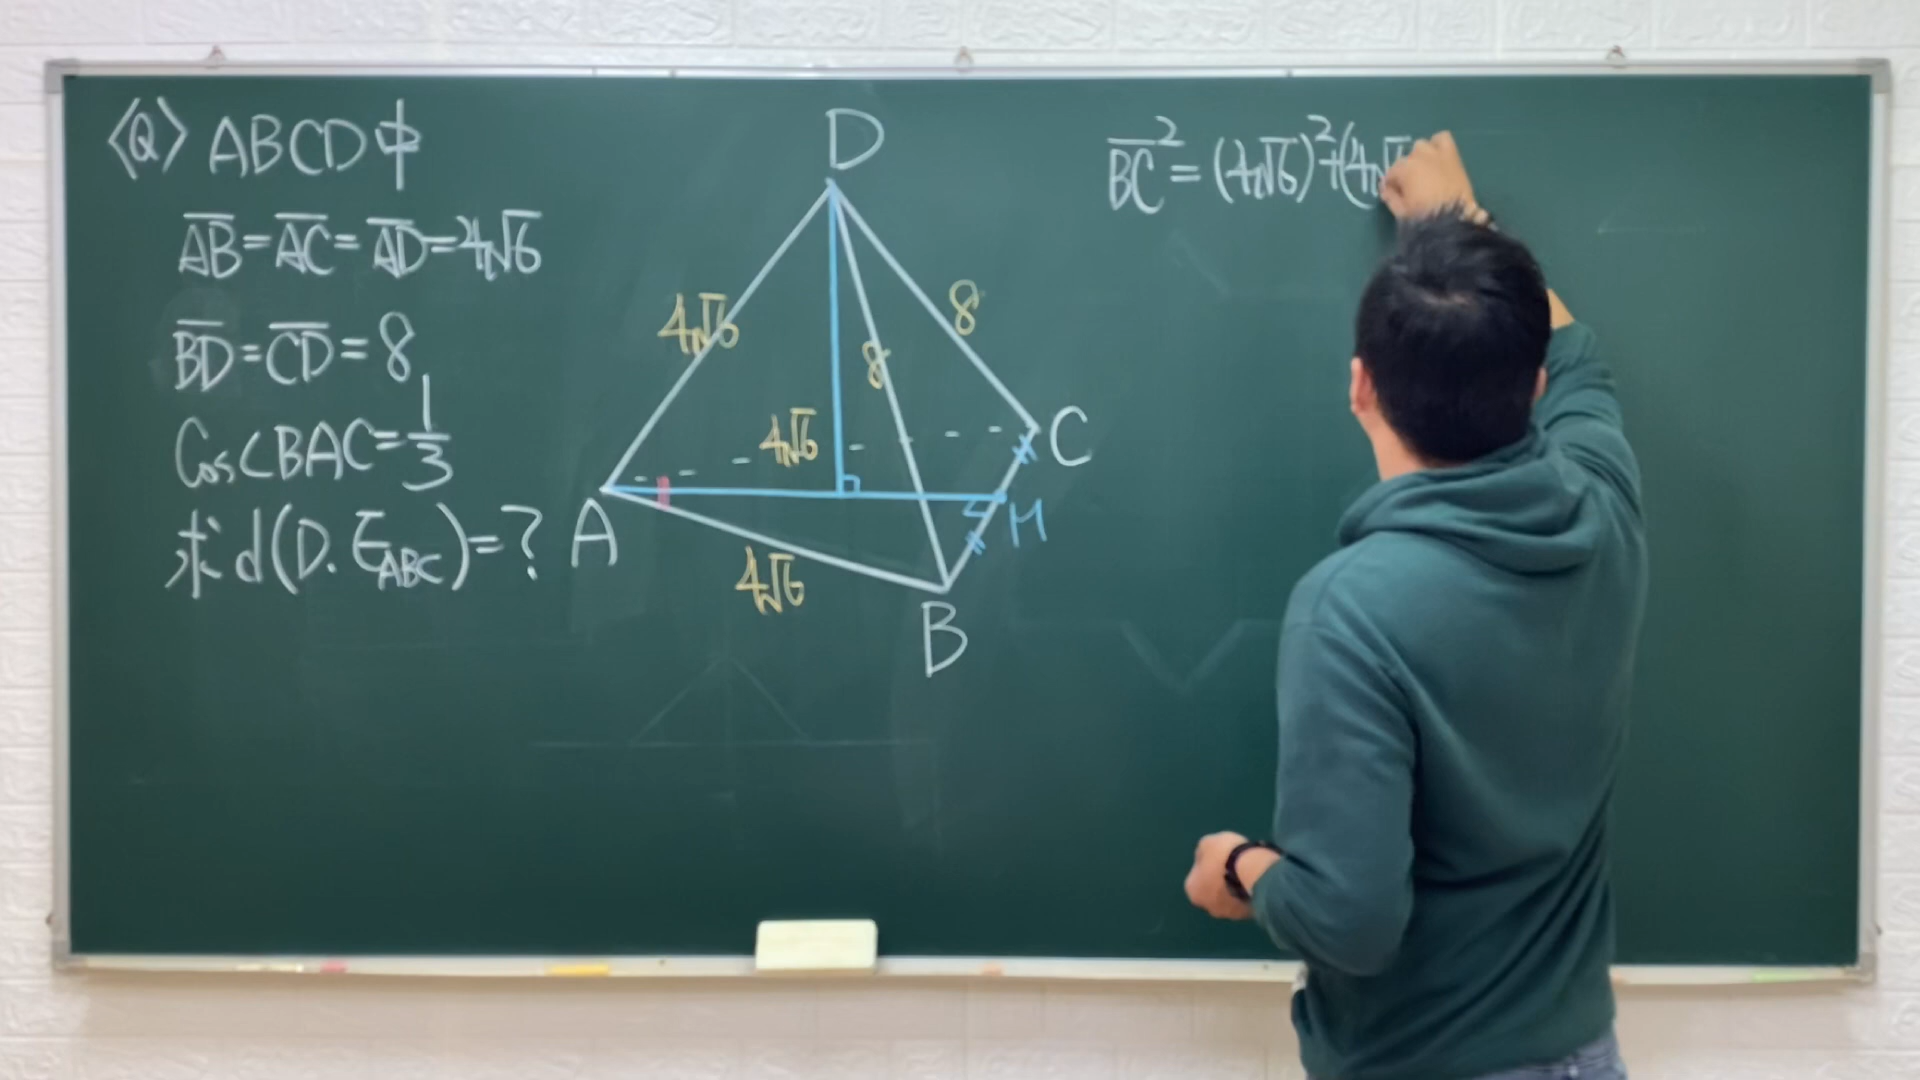 〈Q〉ABCD中
AB=AC=AD=4√6
BD=CD=8
Cos∠BAC=1/3
求d(D.E_ABC)=?
D
4√6
8
8
4√6
C
A
M
4√6
B
BC²=(4√6)²+(4√